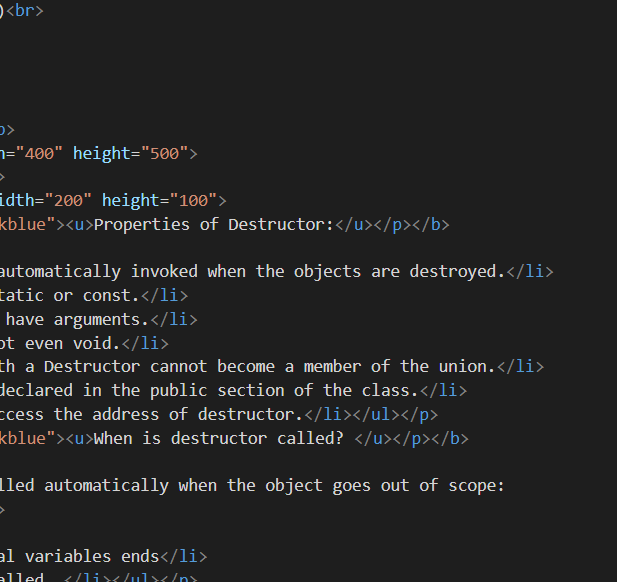 )<br>
>
="400" height="500">
>
idth="200" height="100">
kblue"><u>Properties of Destructor:</u></p></b>
automatically invoked when the objects are destroyed.</li>
tatic or const.</li>
have arguments.</li>
ot even void.</li>
th a Destructor cannot become a member of the union.</li>
declared in the public section of the class.</li>
ccess the address of destructor.</li></ul></p>
kblue"><u>When is destructor called? </u></p></b>
lled automatically when the object goes out of scope:
>
al variables ends</li>
alled. </li></ul></p>